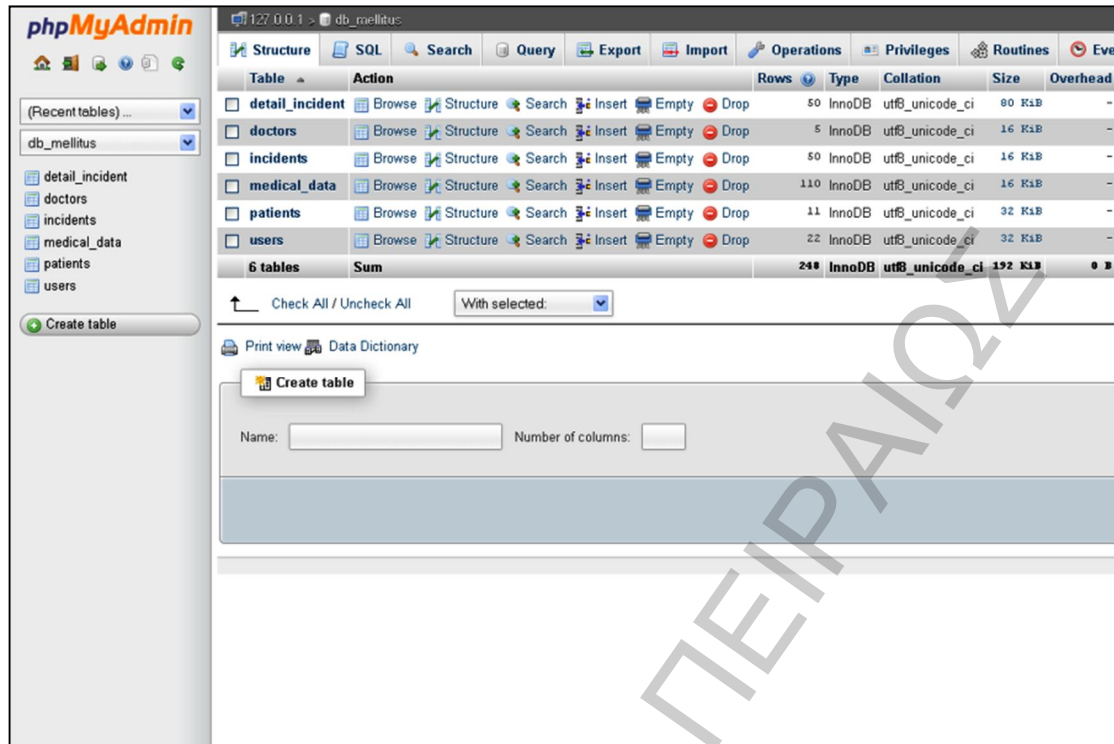 phpMyAdmin
(Recent tables) ...
db_mellitus
detail_incident
doctors
incidents
medical_data
patients
users
Create table
127.0.0.1 > db_mellitus
Structure SQL Search Query Export Import Operations Privileges Routines Eve
Table Action Rows Type Collation Size Overhead
detail_incident Browse Structure Search Insert Empty Drop 50 InnoDB utf8_unicode_ci 80 KiB -
doctors Browse Structure Search Insert Empty Drop 5 InnoDB utf8_unicode_ci 16 KiB -
incidents Browse Structure Search Insert Empty Drop 50 InnoDB utf8_unicode_ci 16 KiB -
medical_data Browse Structure Search Insert Empty Drop 110 InnoDB utf8_unicode_ci 16 KiB -
patients Browse Structure Search Insert Empty Drop 11 InnoDB utf8_unicode_ci 32 KiB -
users Browse Structure Search Insert Empty Drop 22 InnoDB utf8_unicode_ci 32 KiB -
6 tables Sum 248 InnoDB utf8_unicode_ci 192 KiB 0 B
Check All / Uncheck All With selected:
Print view Data Dictionary
Create table
Name: Number of columns:
ΠΕΙΡΑΙΩΣ